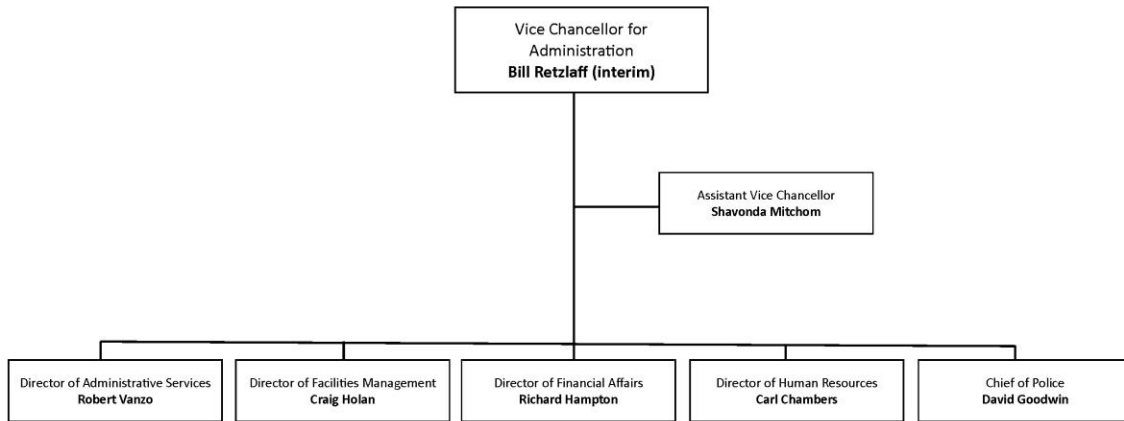 Vice Chancellor for
Administration
Bill Retzlaff (interim)
Assistant Vice Chancellor
Shavonda Mitchom
Director of Administrative Services
Robert Vanzo
Director of Facilities Management
Craig Holan
Director of Financial Affairs
Richard Hampton
Director of Human Resources
Carl Chambers
Chief of Police
David Goodwin